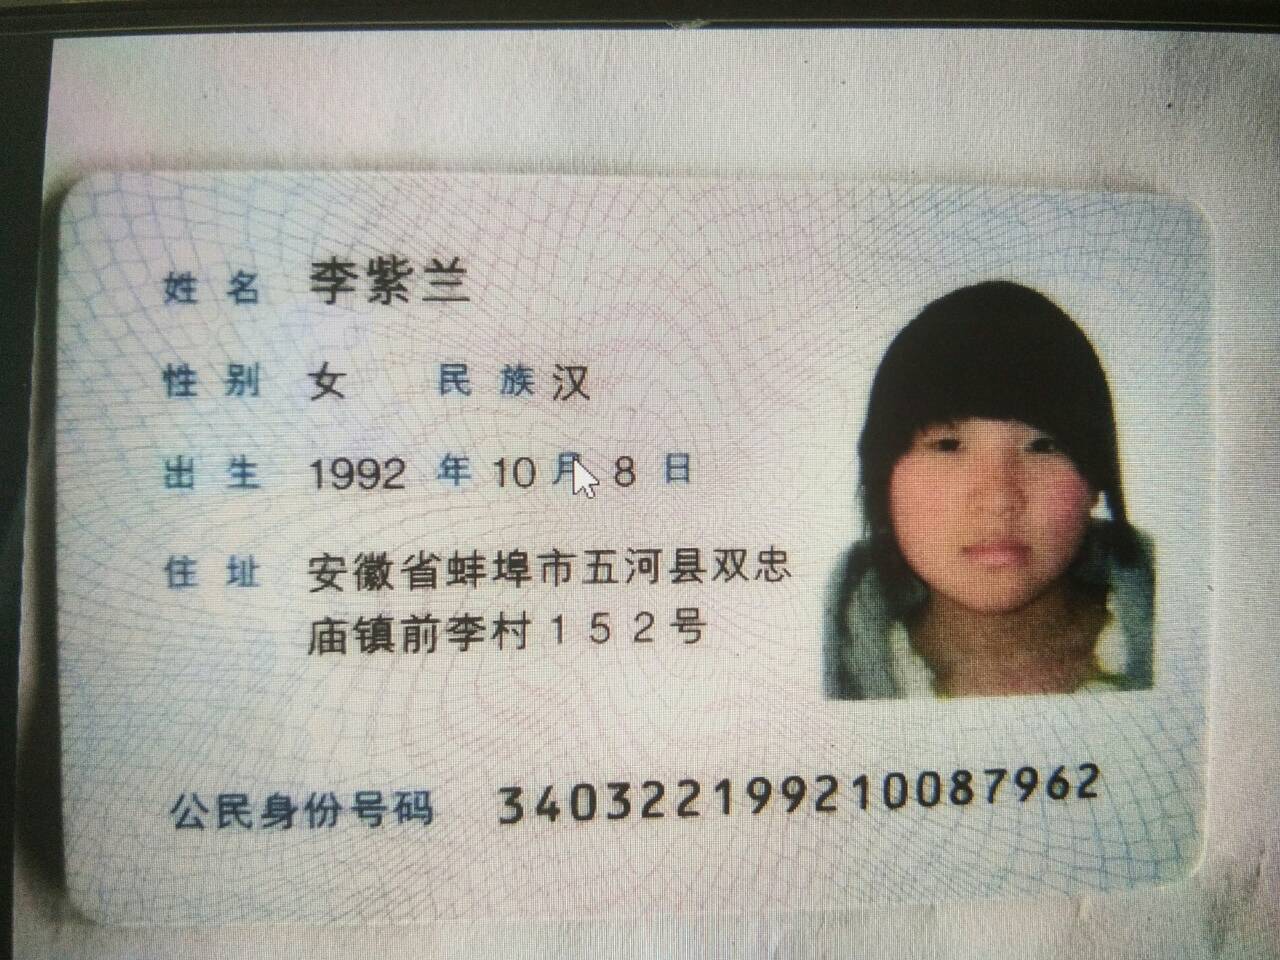 姓名 李紫兰
性别 女 民族 汉
出生 1992 年 10 月 8 日
住址 安徽省蚌埠市五河县双忠
庙镇前李村152号
公民身份号码 340322199210087962